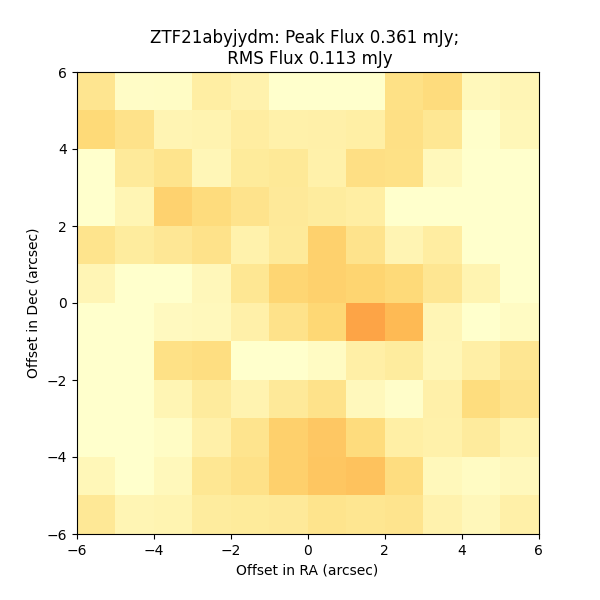 ZTF21abyjydm: Peak Flux 0.361 mJy;
RMS Flux 0.113 mJy
6
4
2
0
−2
−4
−6
Offset in Dec (arcsec)
−6 −4 −2 0 2 4 6
Offset in RA (arcsec)